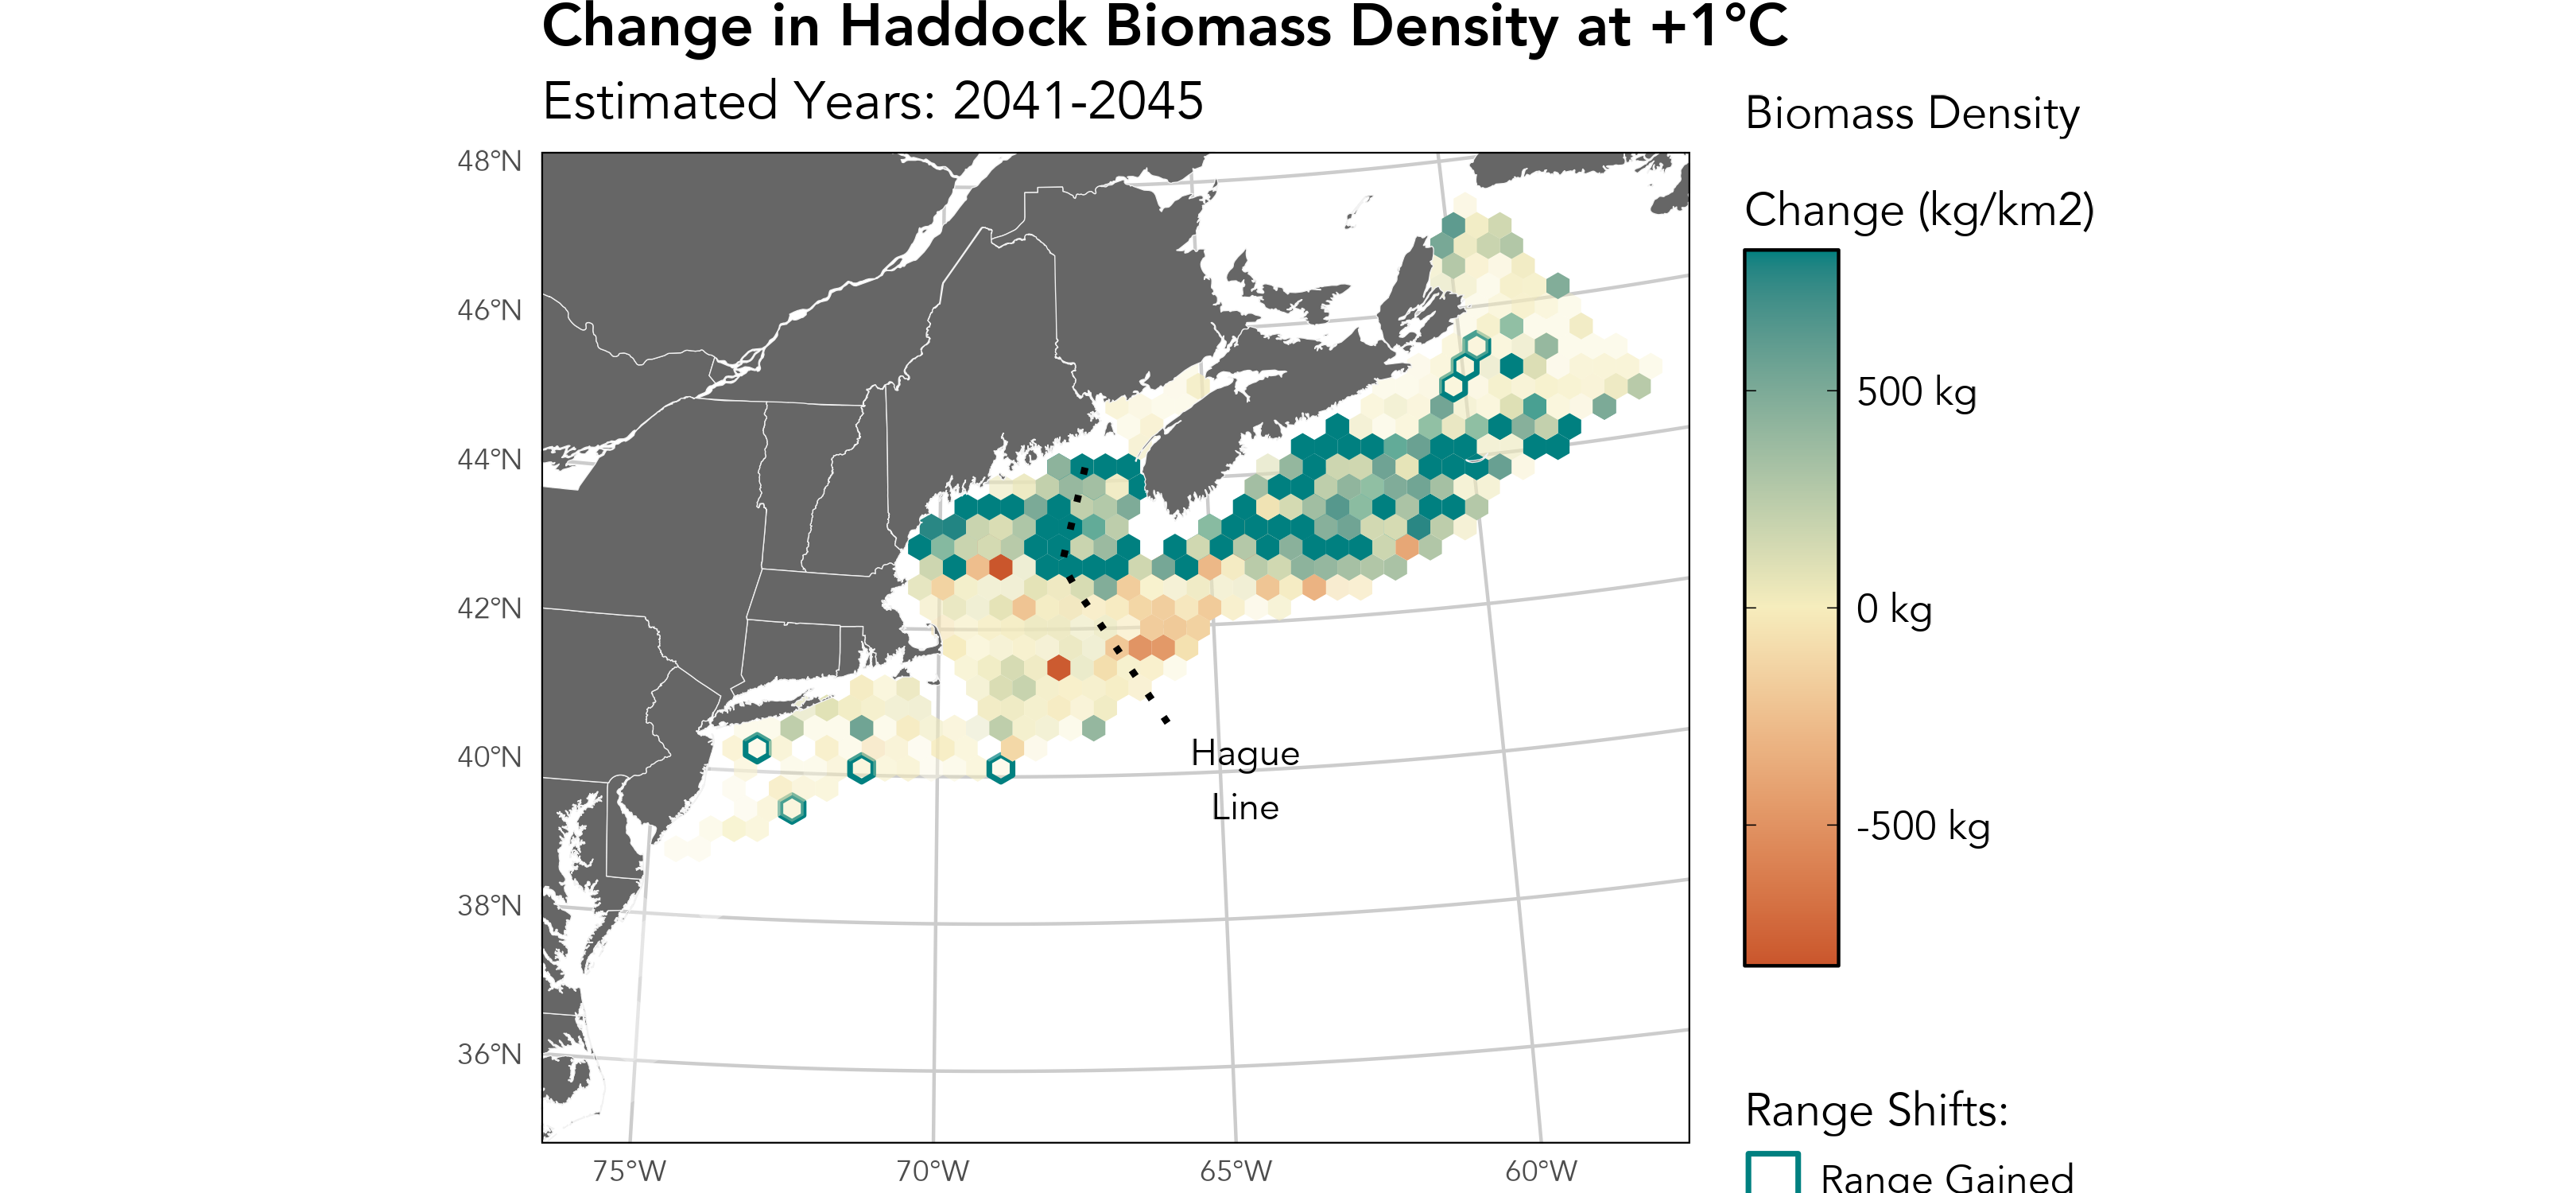 Change in Haddock Biomass Density at +1°C
Estimated Years: 2041-2045
Biomass Density
Change (kg/km2)
500 kg
0 kg
-500 kg
Range Shifts:
Range Gained
48°N
46°N
44°N
42°N
40°N
38°N
36°N
Hague
Line
75°W
70°W
65°W
60°W